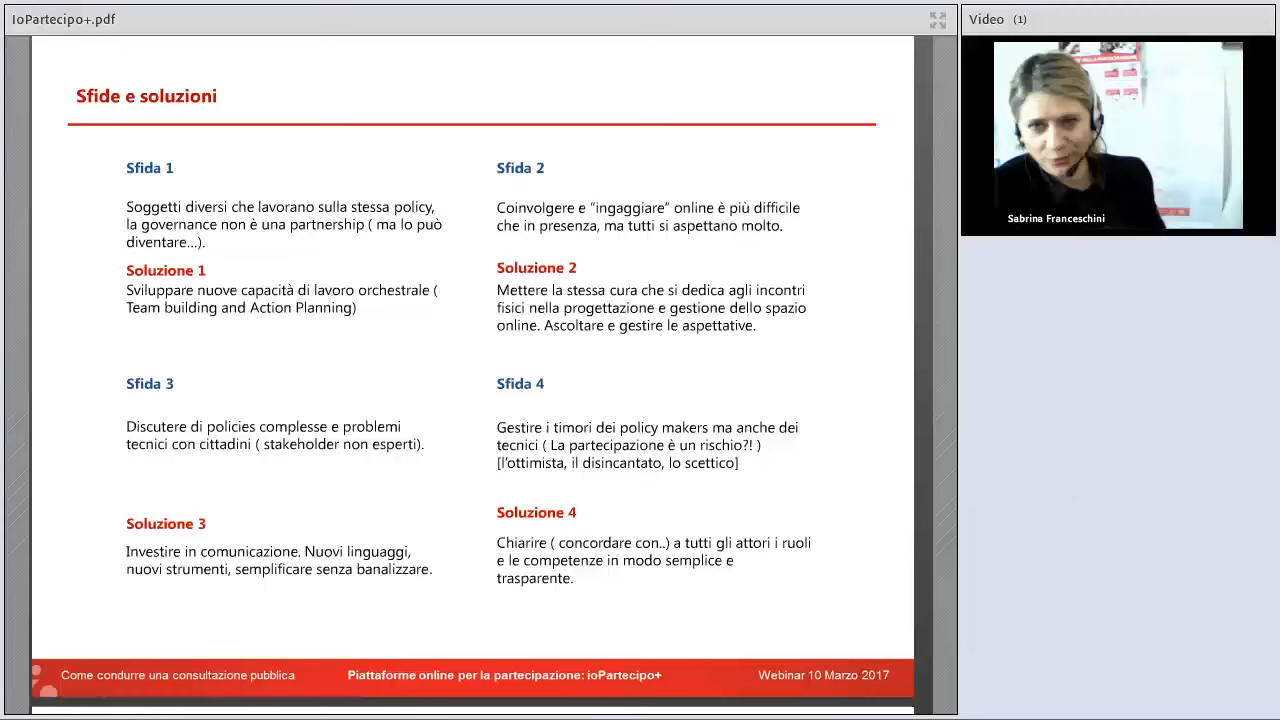 IoPartecipo+.pdf
Video (1)
Sabrina Franceschini
Sfide e soluzioni
Sfida 1
Soggetti diversi che lavorano sulla stessa policy,
la governance non è una partnership ( ma lo può
diventare...).
Soluzione 1
Sviluppare nuove capacità di lavoro orchestrale (
Team building and Action Planning)
Sfida 2
Coinvolgere e “ingaggiare” online è più difficile
che in presenza, ma tutti si aspettano molto.
Soluzione 2
Mettere la stessa cura che si dedica agli incontri
fisici nella progettazione e gestione dello spazio
online. Ascoltare e gestire le aspettative.
Sfida 3
Discutere di policies complesse e problemi
tecnici con cittadini ( stakeholder non esperti).
Soluzione 3
Investire in comunicazione. Nuovi linguaggi,
nuovi strumenti, semplificare senza banalizzare.
Sfida 4
Gestire i timori dei policy makers ma anche dei
tecnici ( La partecipazione è un rischio?! )
[l’ottimista, il disincantato, lo scettico]
Soluzione 4
Chiarire ( concordare con..) a tutti gli attori i ruoli
e le competenze in modo semplice e
trasparente.
Come condurre una consultazione pubblica
Piattaforme online per la partecipazione: ioPartecipo+
Webinar 10 Marzo 2017